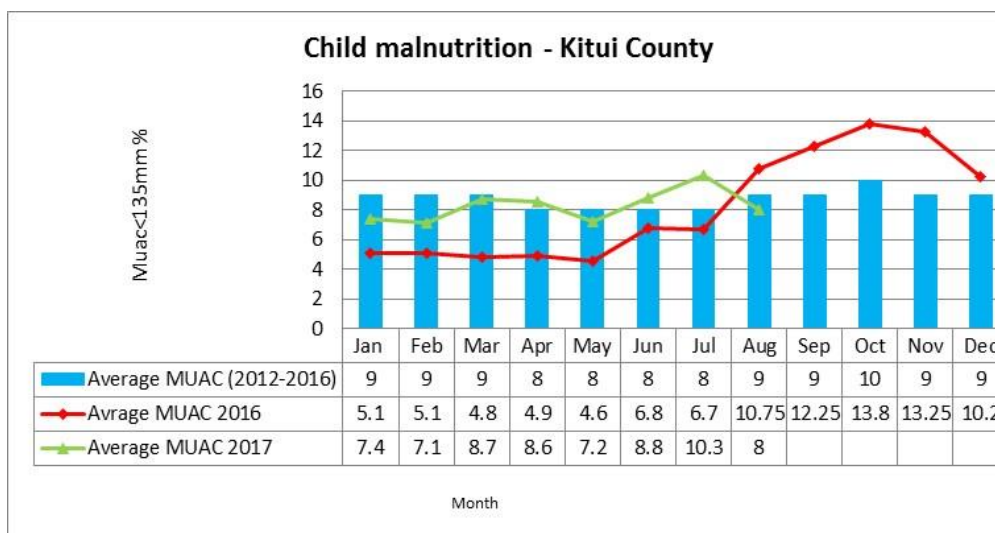 Child malnutrition - Kitui County
Muac<135mm %
16
14
12
10
8
6
4
2
0
Jan Feb Mar Apr May Jun Jul Aug Sep Oct Nov Dec
Average MUAC (2012-2016) 9 9 9 8 8 8 8 9 9 10 9 9
Avrage MUAC 2016 5.1 5.1 4.8 4.9 4.6 6.8 6.7 10.75 12.25 13.8 13.25 10.2
Average MUAC 2017 7.4 7.1 8.7 8.6 7.2 8.8 10.3 8
Month